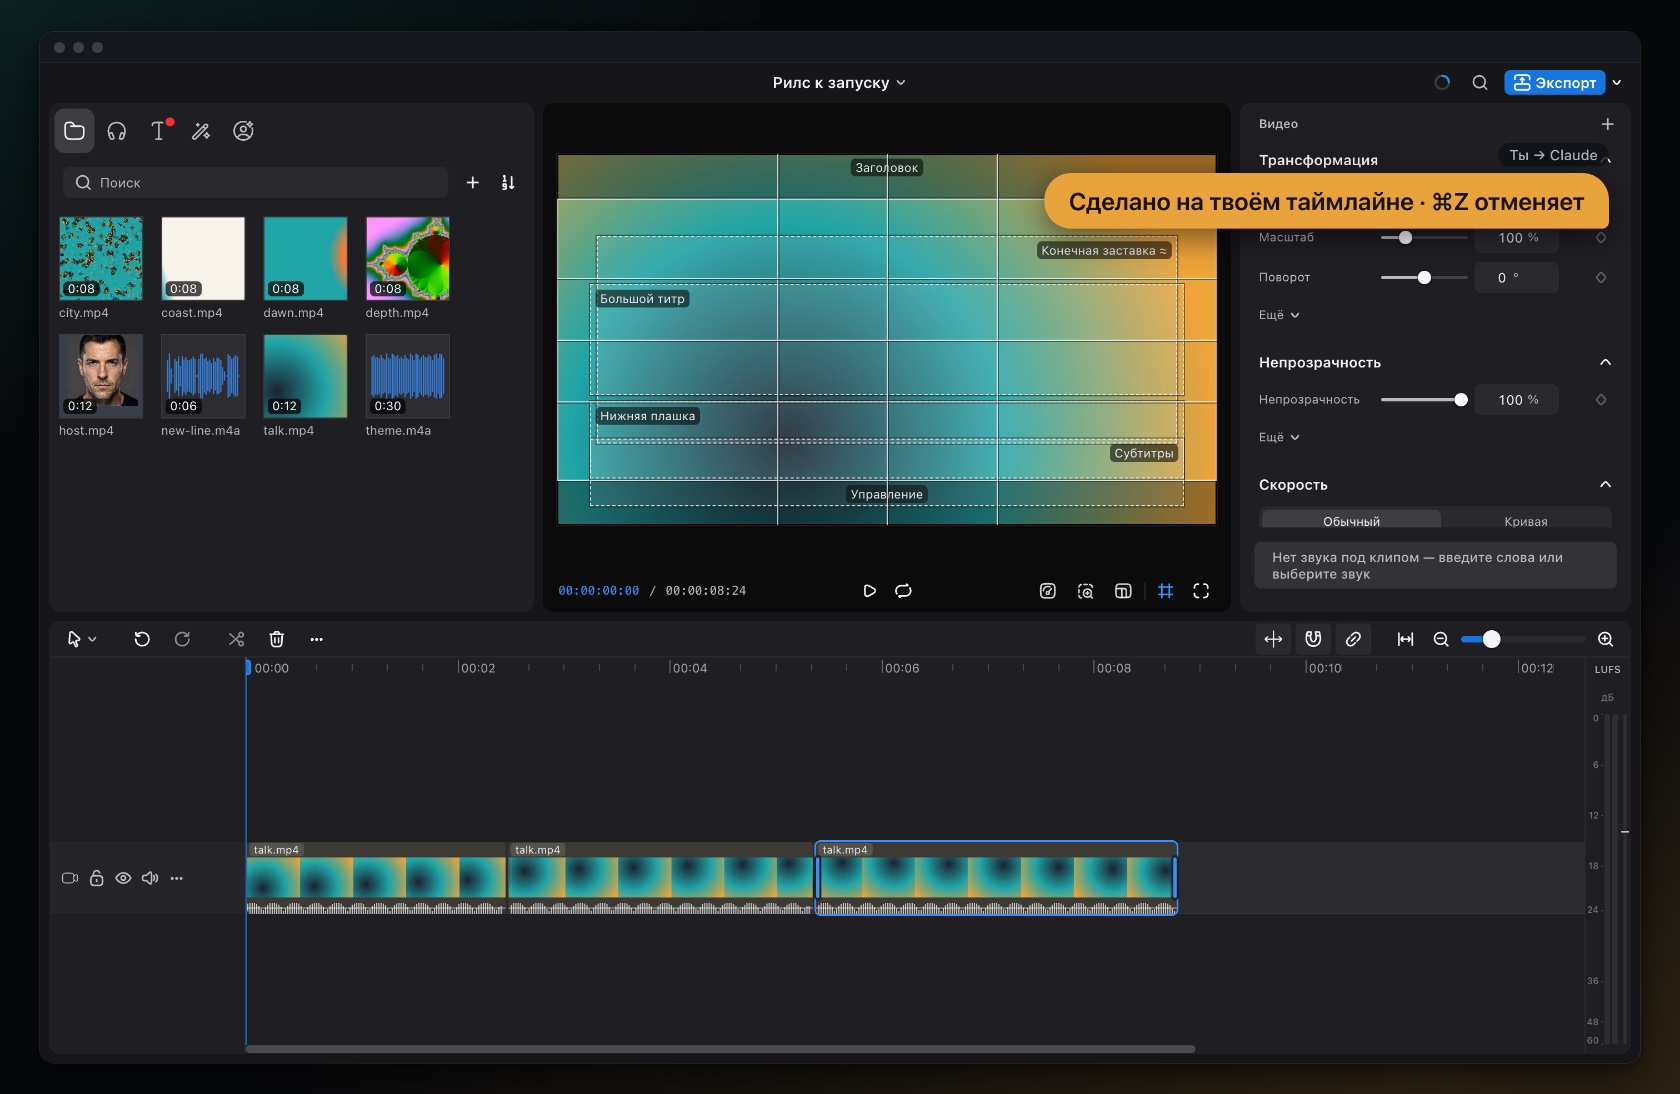 Рилс к запуску
Экспорт
Поиск
0:08
0:08
0:08
0:08
city.mp4
coast.mp4
dawn.mp4
depth.mp4
0:12
0:06
0:12
0:30
host.mp4
new-line.m4a
talk.mp4
theme.m4a
Заголовок
Конечная заставка ≈
Большой титр
Нижняя плашка
Субтитры
Управление
00:00:00:00 / 00:00:08:24
Видео
Трансформация
Ты → Claude
Сделано на твоём таймлайне · ⌘Z отменяет
Масштаб
100 %
Поворот
0 °
Ещё
Непрозрачность
Непрозрачность
100 %
Ещё
Скорость
Обычный
Кривая
Нет звука под клипом — введите слова или
выберите звук
00:00
00:02
00:04
00:06
00:08
00:10
00:12
LUFS
дБ
0
6
12
18
24
36
48
60
talk.mp4
talk.mp4
talk.mp4